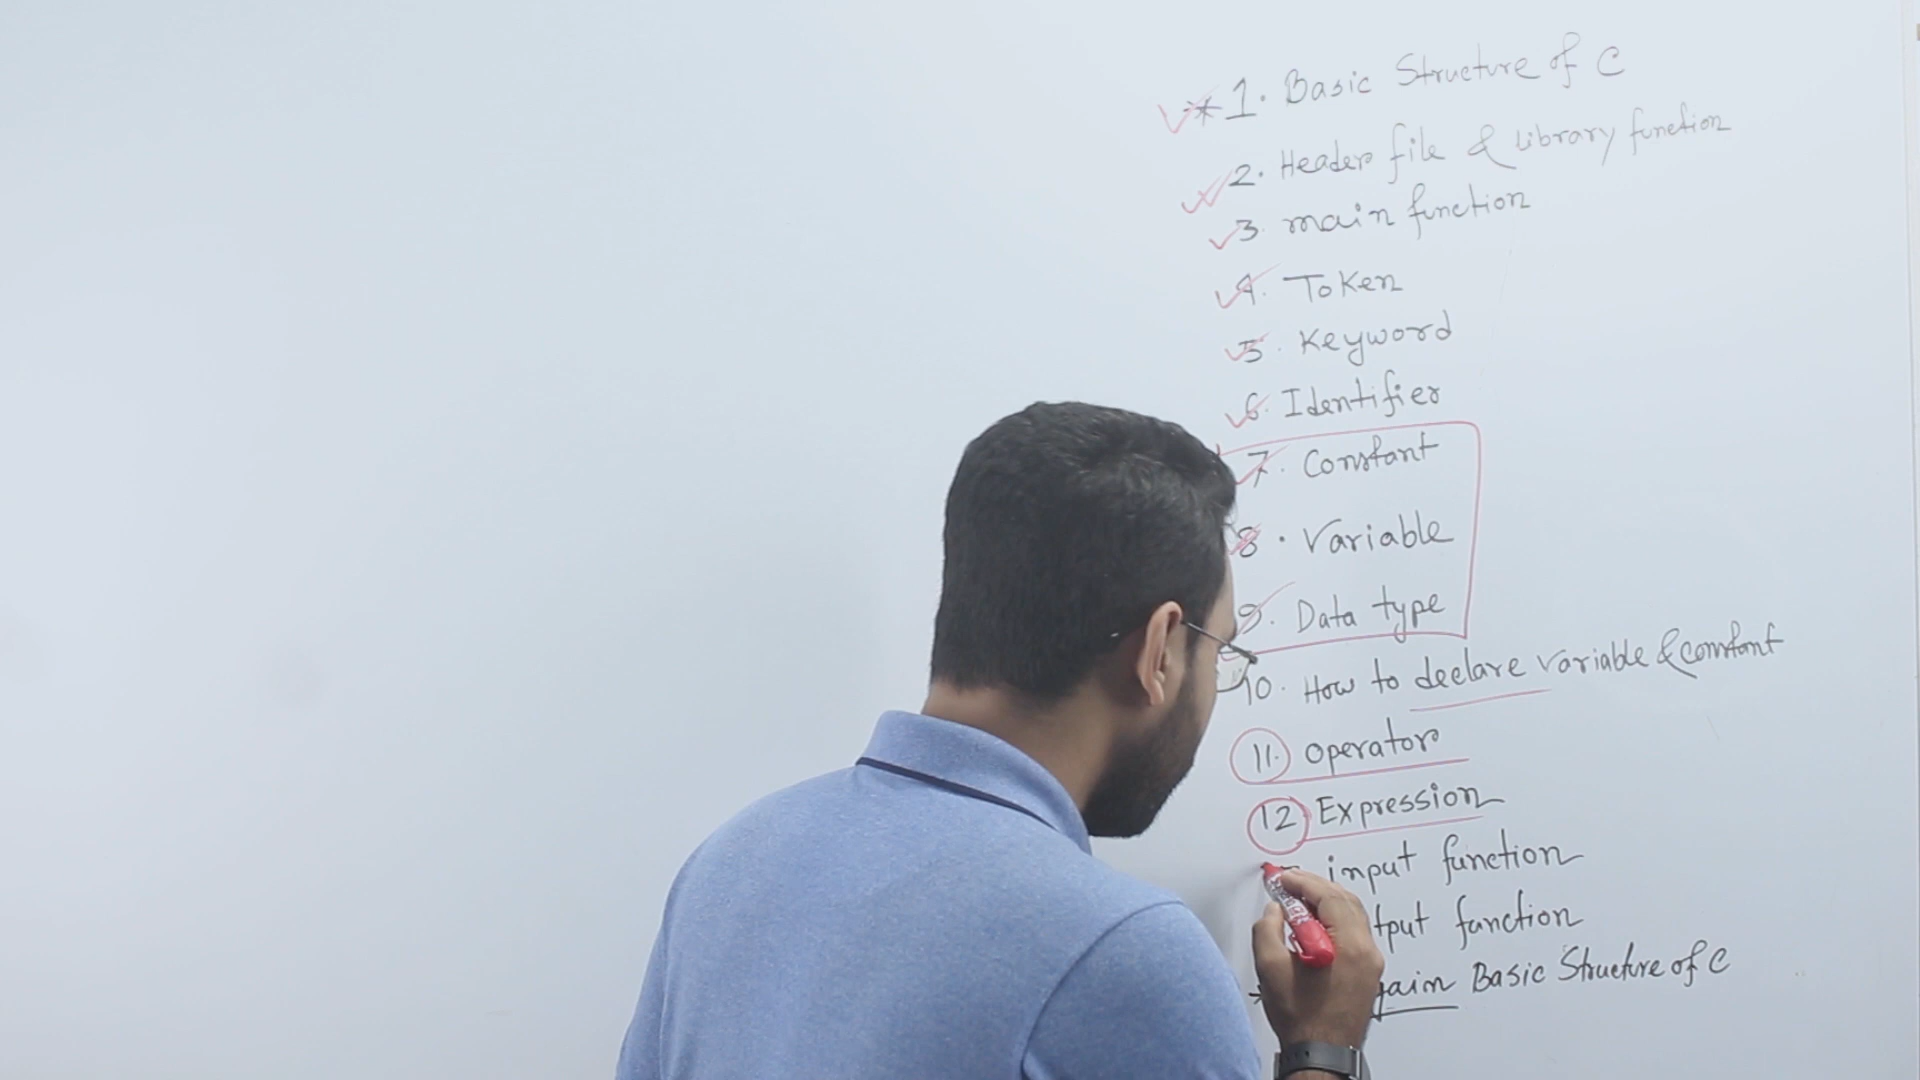 * 1. Basic Structure of C
2. Header file & Library function
3. main function
4. Token
5. Keyword
6. Identifier
7. Constant
8. Variable
9. Data type
10. How to declare variable & constant
11. operator
12 Expression
input function
function
Basic Structure of C